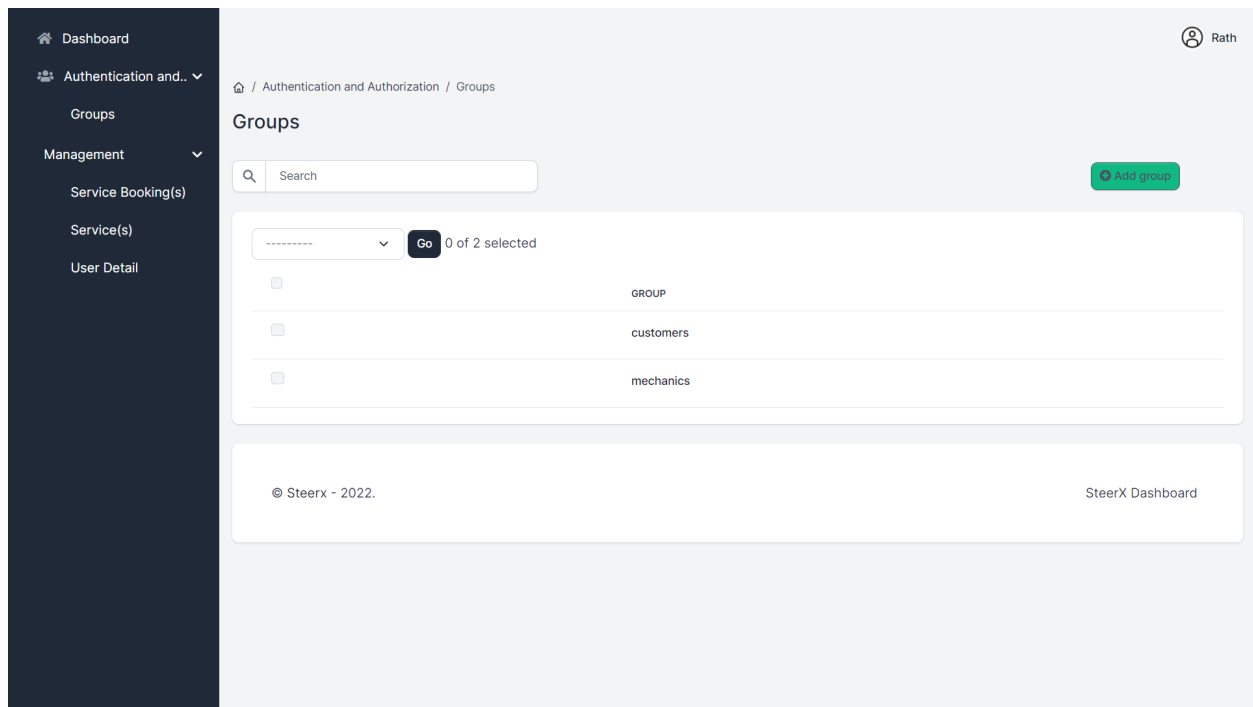 Dashboard
Rath
Authentication and..
/ Authentication and Authorization / Groups
Groups
Groups
Management
Search
Add group
Service Booking(s)
Service(s)
--------- Go 0 of 2 selected
User Detail
GROUP
customers
mechanics
© Steerx - 2022.
SteerX Dashboard